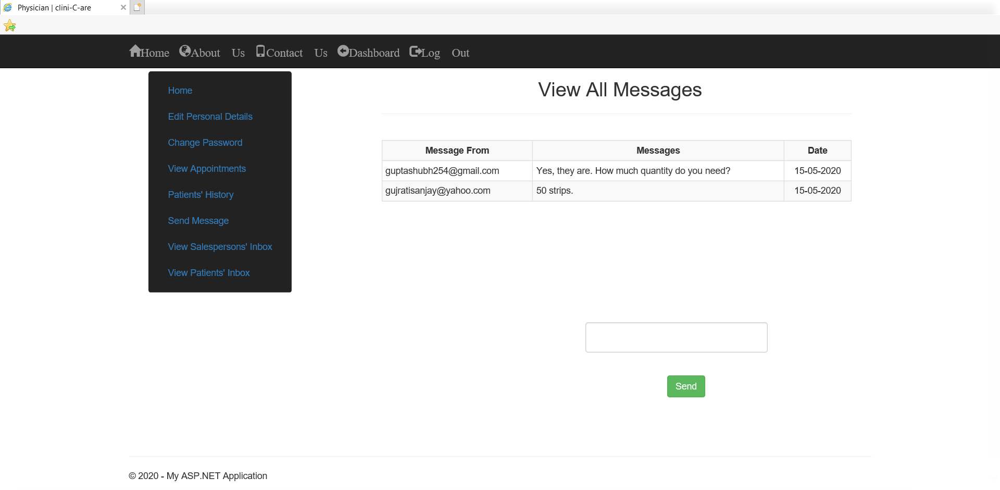 Physician | clini-C-are
Home About Us Contact Us Dashboard Log Out
Home
Edit Personal Details
Change Password
View Appointments
Patients' History
Send Message
View Salespersons' Inbox
View Patients' Inbox
View All Messages
Message From Messages Date
guptashubh254@gmail.com Yes, they are. How much quantity do you need? 15-05-2020
gujratisanjay@yahoo.com 50 strips. 15-05-2020
Send
© 2020 - My ASP.NET Application